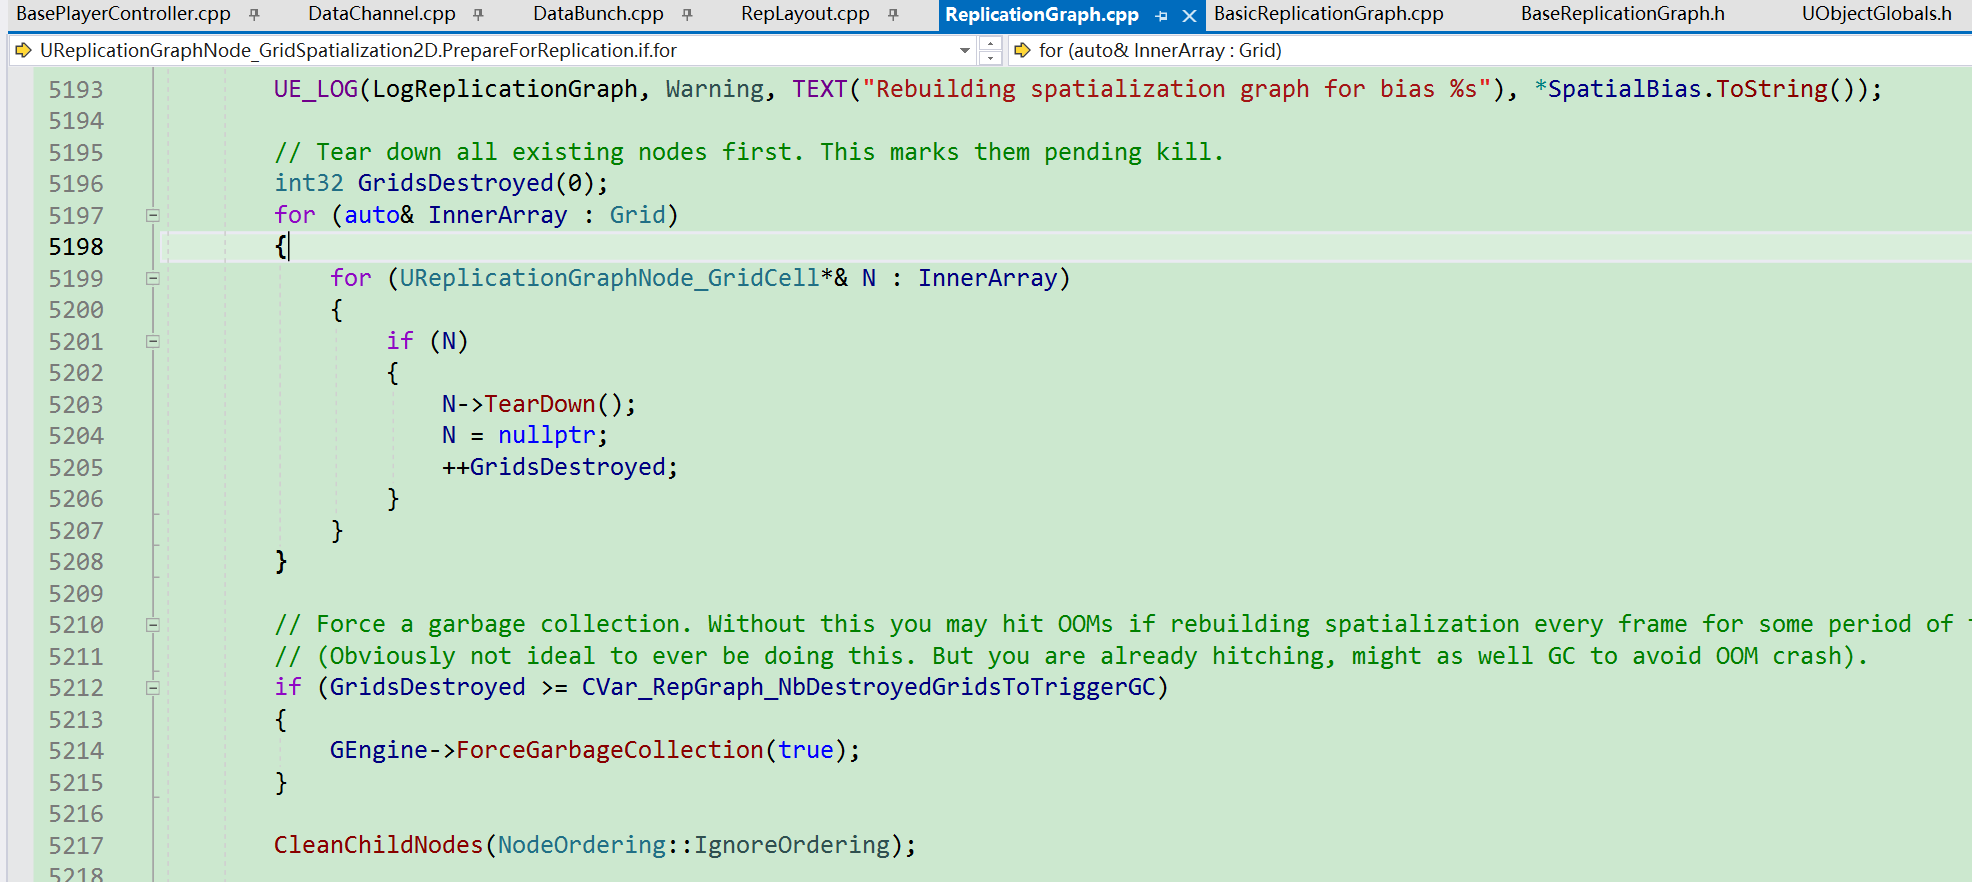 BasePlayerController.cpp DataChannel.cpp DataBunch.cpp RepLayout.cpp ReplicationGraph.cpp BasicReplicationGraph.cpp BaseReplicationGraph.h UObjectGlobals.h
UReplicationGraphNode_GridSpatialization2D.PrepareForReplication.if.for for (auto& InnerArray : Grid)
5193 UE_LOG(LogReplicationGraph, Warning, TEXT("Rebuilding spatialization graph for bias %s"), *SpatialBias.ToString());
5194
5195 // Tear down all existing nodes first. This marks them pending kill.
5196 int32 GridsDestroyed(0);
5197 for (auto& InnerArray : Grid)
5198 {
5199 for (UReplicationGraphNode_GridCell*& N : InnerArray)
5200 {
5201 if (N)
5202 {
5203 N->TearDown();
5204 N = nullptr;
5205 ++GridsDestroyed;
5206 }
5207 }
5208 }
5209
5210 // Force a garbage collection. Without this you may hit OOMs if rebuilding spatialization every frame for some period of
5211 // (Obviously not ideal to ever be doing this. But you are already hitching, might as well GC to avoid OOM crash).
5212 if (GridsDestroyed >= CVar_RepGraph_NbDestroyedGridsToTriggerGC)
5213 {
5214 GEngine->ForceGarbageCollection(true);
5215 }
5216
5217 CleanChildNodes(NodeOrdering::IgnoreOrdering);
5218